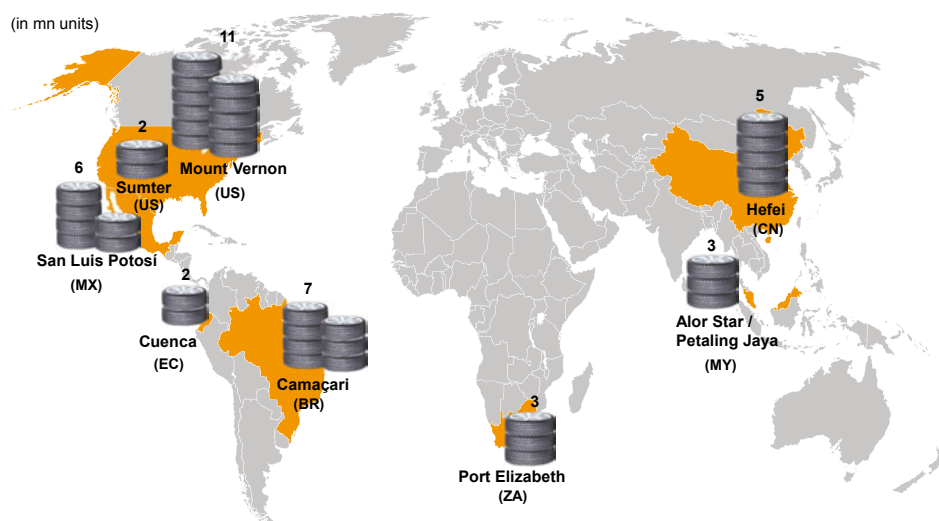 (in mn units)
11
Mount Vernon
(US)
2
Sumter
(US)
6
San Luis Potosí
(MX)
2
Cuenca
(EC)
7
Camaçari
(BR)
3
Port Elizabeth
(ZA)
5
Hefei
(CN)
3
Alor Star /
Petaling Jaya
(MY)